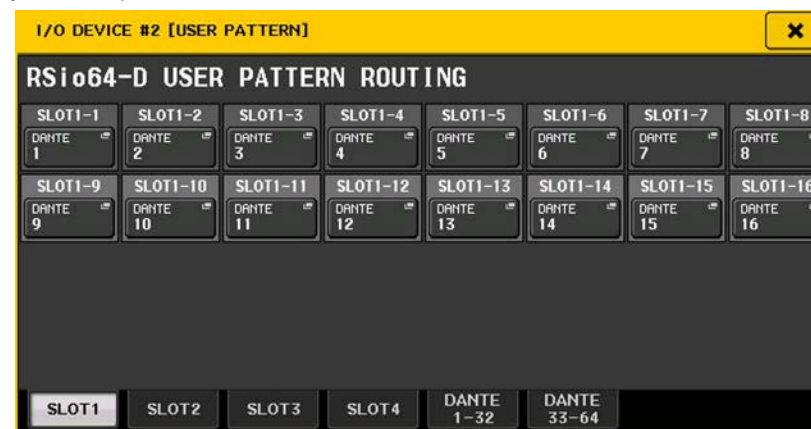 I/O DEVICE #2 [USER PATTERN]
RSio64-D USER PATTERN ROUTING
SLOT1-1 SLOT1-2 SLOT1-3 SLOT1-4 SLOT1-5 SLOT1-6 SLOT1-7 SLOT1-8
DANTE DANTE DANTE DANTE DANTE DANTE DANTE DANTE
1 2 3 4 5 6 7 8
SLOT1-9 SLOT1-10 SLOT1-11 SLOT1-12 SLOT1-13 SLOT1-14 SLOT1-15 SLOT1-16
DANTE DANTE DANTE DANTE DANTE DANTE DANTE DANTE
9 10 11 12 13 14 15 16
SLOT1 SLOT2 SLOT3 SLOT4 DANTE DANTE
1-32 33-64